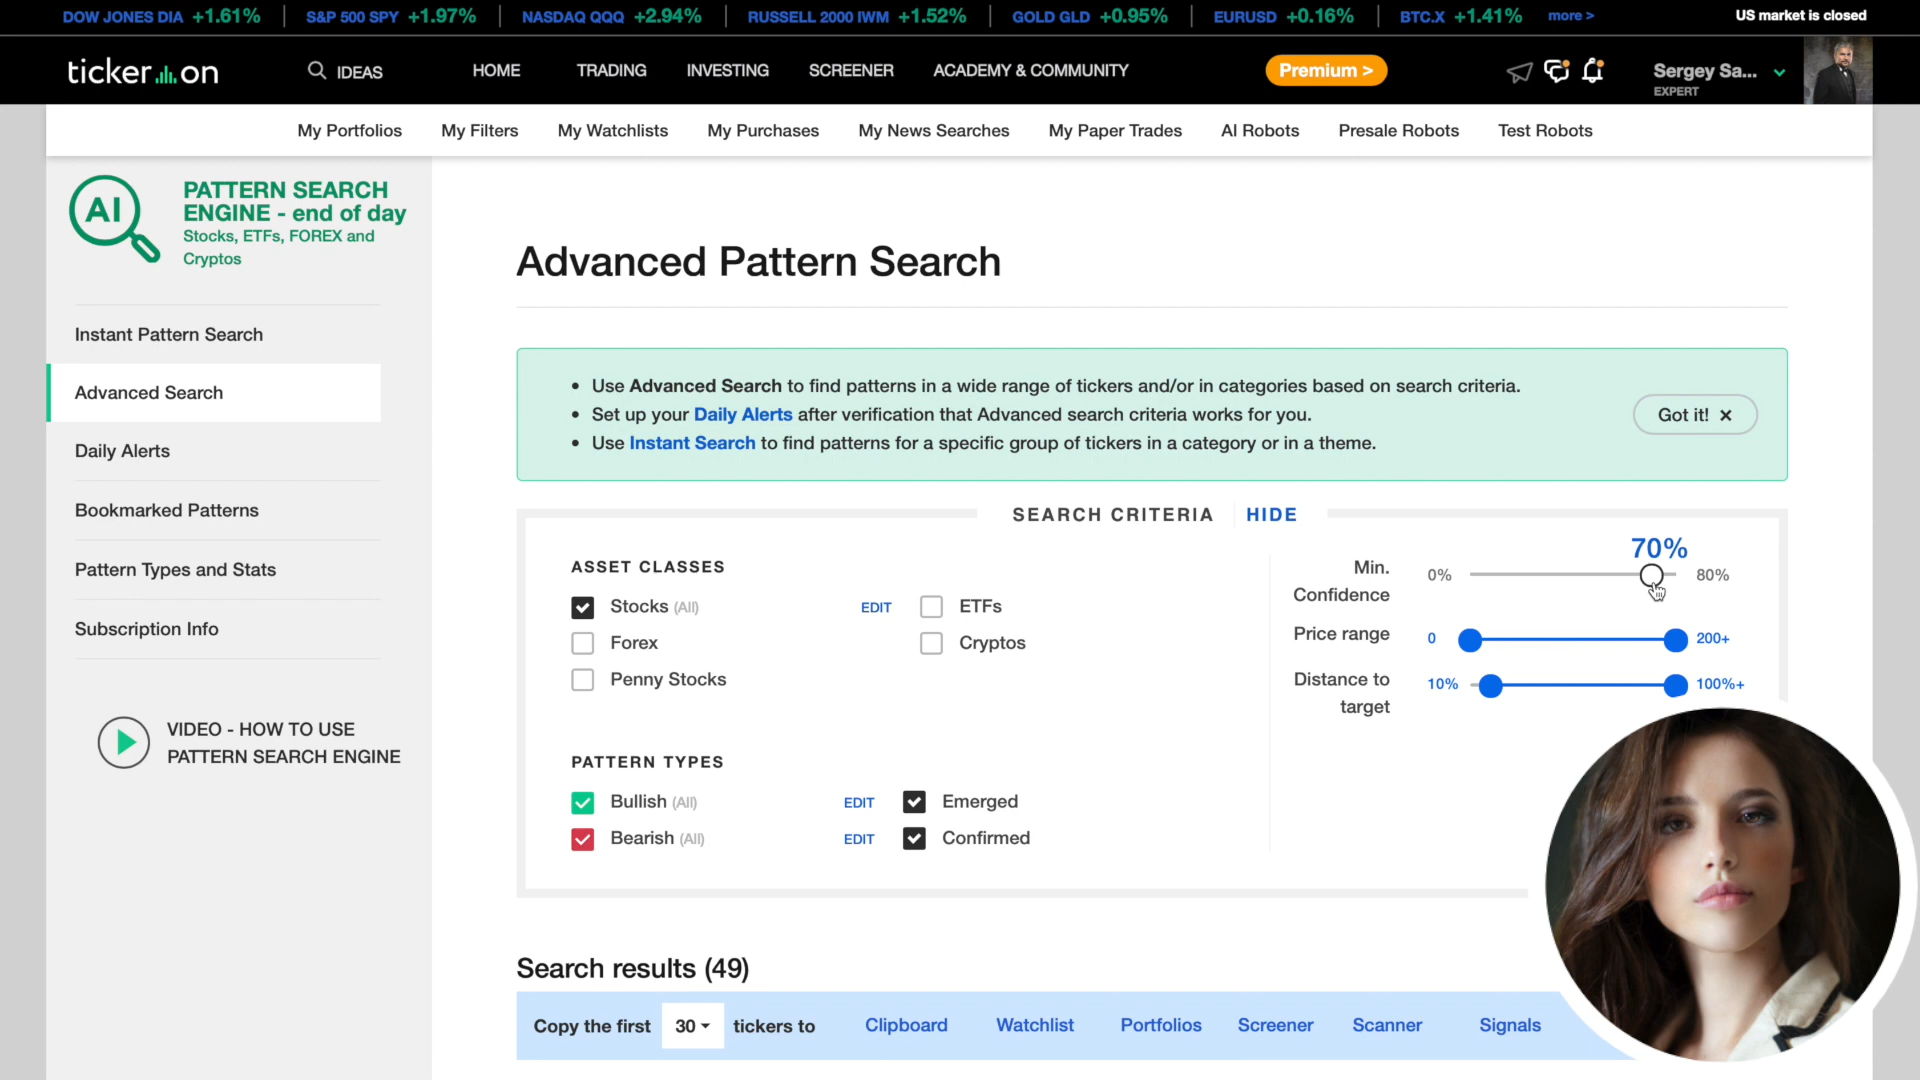 DOW JONES DIA +1.61% S&P 500 SPY +1.97% NASDAQ QQQ +2.94% RUSSELL 2000 IWM +1.52% GOLD GLD +0.95% EURUSD +0.16% BTC.X +1.41% more > US market is closed
tickeron IDEAS HOME TRADING INVESTING SCREENER ACADEMY & COMMUNITY Premium > Sergey Sa...
EXPERT
My Portfolios My Filters My Watchlists My Purchases My News Searches My Paper Trades AI Robots Presale Robots Test Robots
AI
PATTERN SEARCH
ENGINE - end of day
Stocks, ETFs, FOREX and
Cryptos
Instant Pattern Search
Advanced Search
Daily Alerts
Bookmarked Patterns
Pattern Types and Stats
Subscription Info
VIDEO - HOW TO USE
PATTERN SEARCH ENGINE
Advanced Pattern Search
• Use Advanced Search to find patterns in a wide range of tickers and/or in categories based on search criteria.
• Set up your Daily Alerts after verification that Advanced search criteria works for you.
• Use Instant Search to find patterns for a specific group of tickers in a category or in a theme.
Got it! ×
SEARCH CRITERIA HIDE
ASSET CLASSES
Stocks (All) EDIT ETFs
Forex Cryptos
Penny Stocks
PATTERN TYPES
Bullish (All) EDIT Emerged
Bearish (All) EDIT Confirmed
70%
Min.
Confidence
0% 80%
Price range 0 200+
Distance to
target
10% 100%+
Search results (49)
Copy the first 30 tickers to Clipboard Watchlist Portfolios Screener Scanner Signals